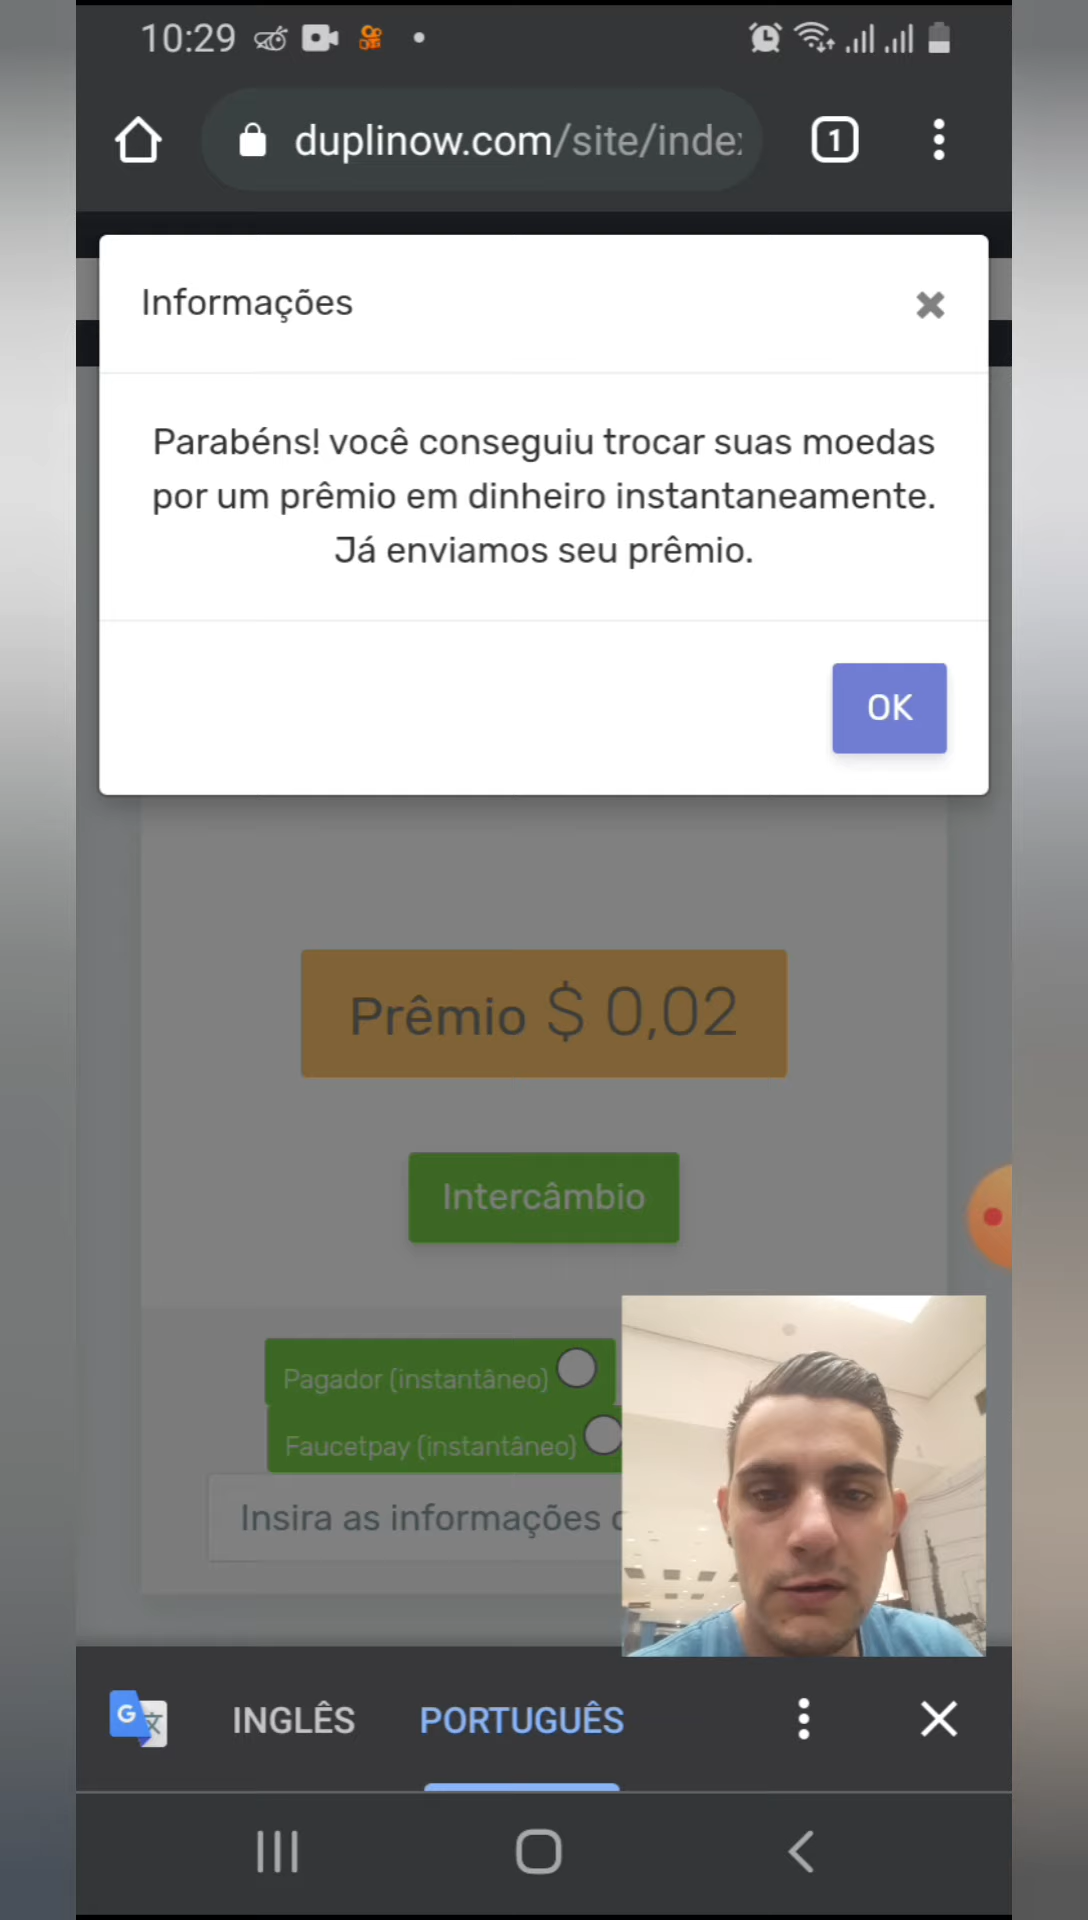 10:29
duplinow.com/site/inde
1
Informações
Parabéns! você conseguiu trocar suas moedas
por um prêmio em dinheiro instantaneamente.
Já enviamos seu prêmio.
OK
Prêmio $ 0,02
Intercâmbio
Pagador (instantâneo)
Faucetpay (instantâneo)
Insira as informações
G 文
INGLÊS
PORTUGUÊS